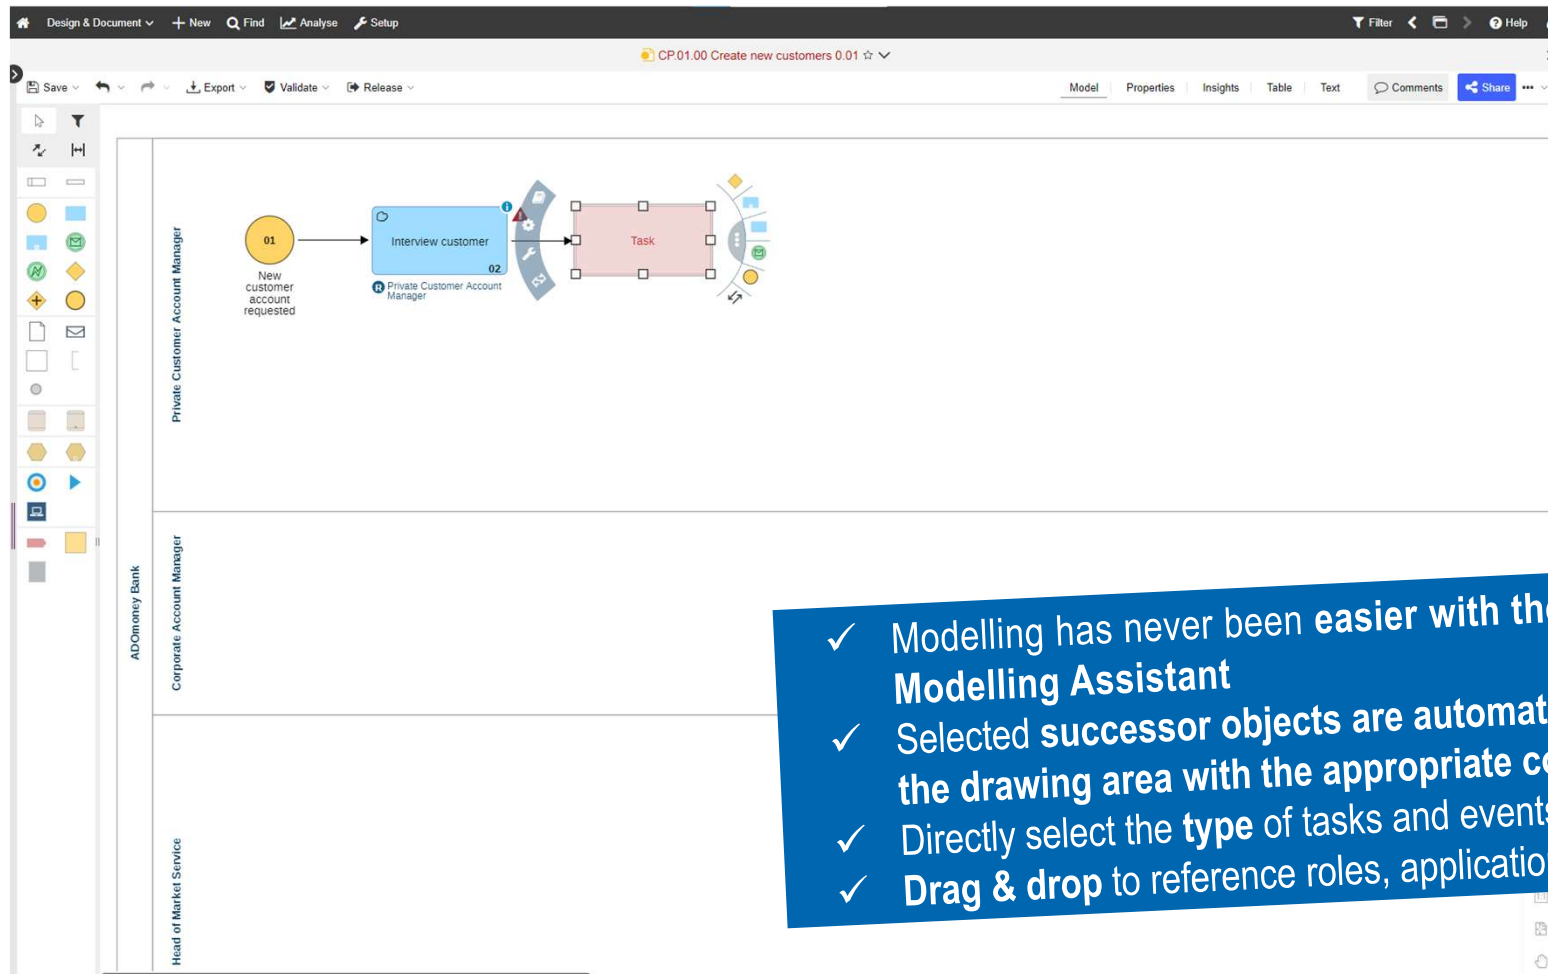 Design & Document
New
Find
Analyse
Setup
Filter
Help
CP.01.00 Create new customers 0.01
Save
Export
Validate
Release
Model
Properties
Insights
Table
Text
Comments
Share
ADOmoney Bank
Private Customer Account Manager
01
New
customer
account
requested
Interview customer
02
R Private Customer Account
Manager
Task
Corporate Account Manager
Head of Market Service
✓ Modelling has never been easier with the
Modelling Assistant
✓ Selected successor objects are automat
the drawing area with the appropriate co
✓ Directly select the type of tasks and events
✓ Drag & drop to reference roles, applicatio